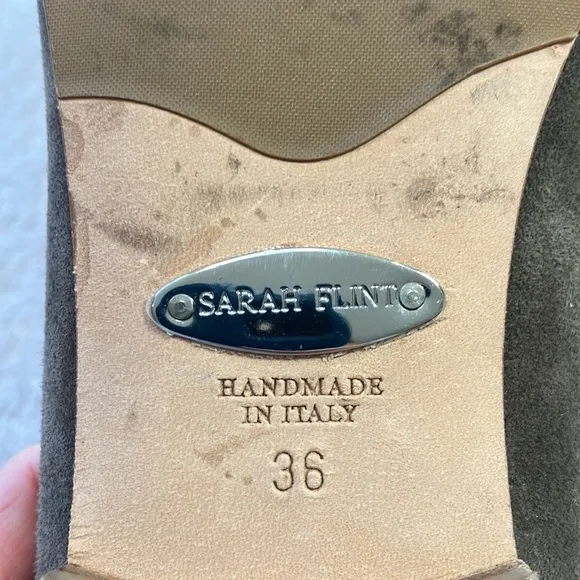 SARAH FLINT
HANDMADE
IN ITALY
36